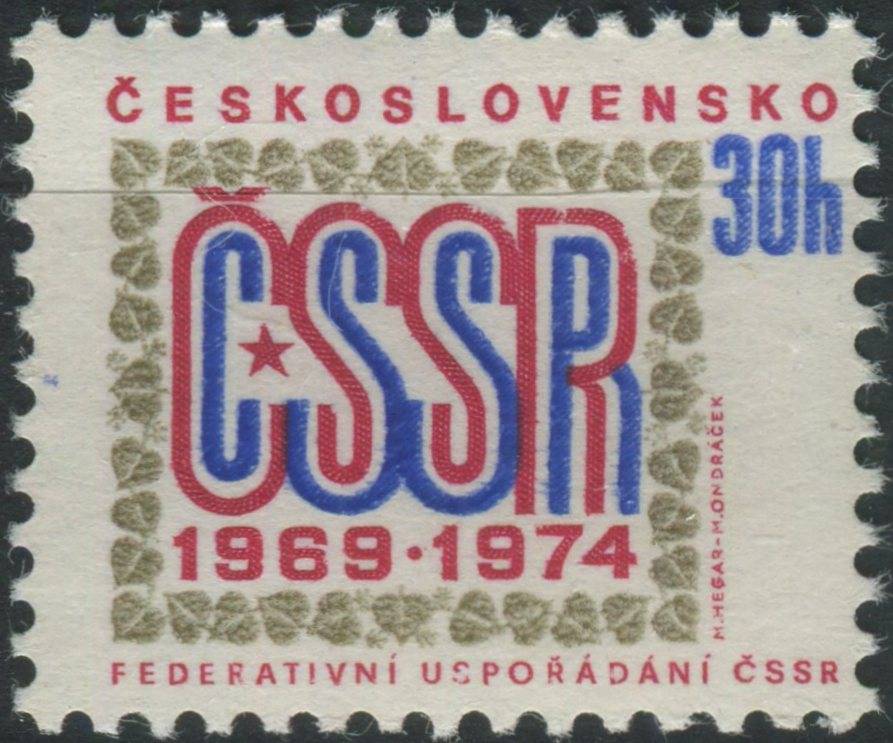 ČESKOSLOVENSKO
30h
ČSSR
1969·1974
M.HEGAR-M.ONDRÁČEK
FEDERATIVNÍ USPOŘÁDÁNÍ ČSSR